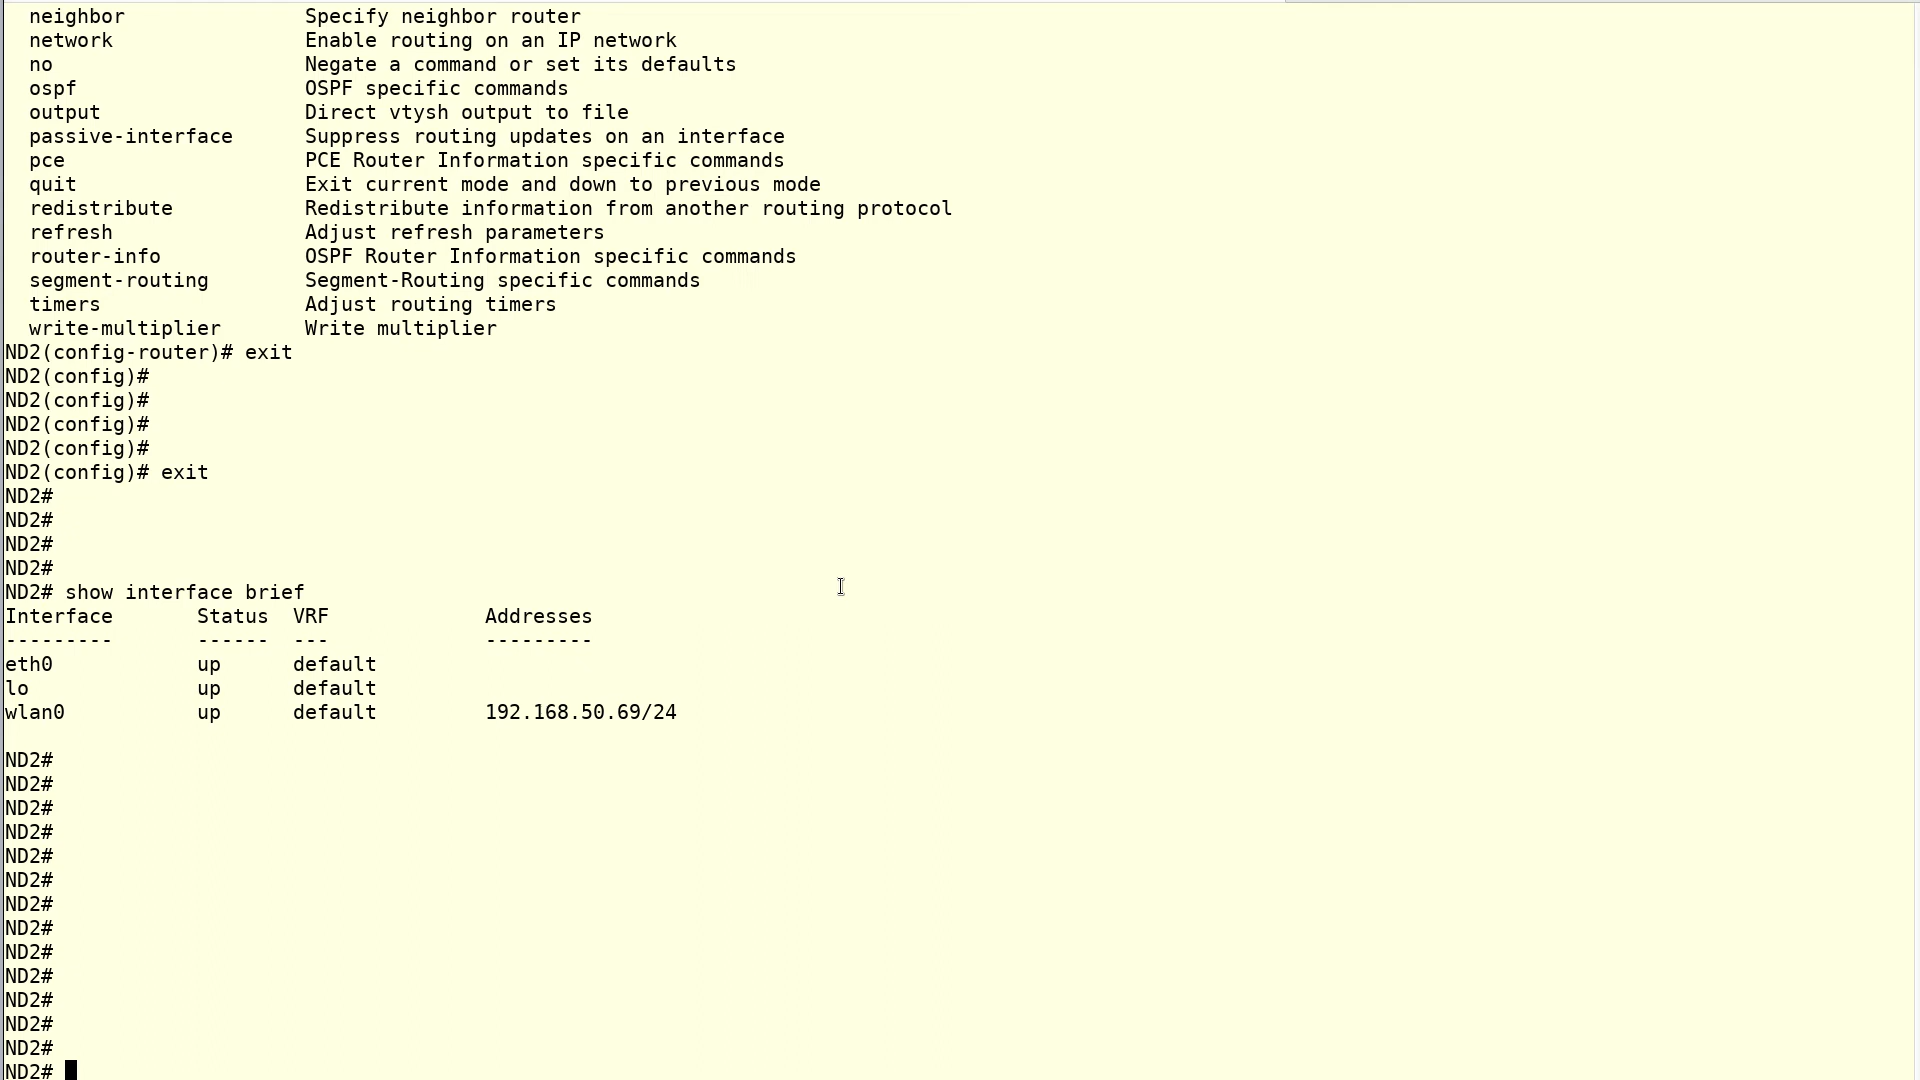 neighbor Specify neighbor router
network Enable routing on an IP network
no Negate a command or set its defaults
ospf OSPF specific commands
output Direct vtysh output to file
passive-interface Suppress routing updates on an interface
pce PCE Router Information specific commands
quit Exit current mode and down to previous mode
redistribute Redistribute information from another routing protocol
refresh Adjust refresh parameters
router-info OSPF Router Information specific commands
segment-routing Segment-Routing specific commands
timers Adjust routing timers
write-multiplier Write multiplier
ND2(config-router)# exit
ND2(config)#
ND2(config)#
ND2(config)#
ND2(config)#
ND2(config)# exit
ND2#
ND2#
ND2#
ND2#
ND2# show interface brief
Interface Status VRF Addresses
--------- ------ --- ---------
eth0 up default
lo up default
wlan0 up default 192.168.50.69/24
ND2#
ND2#
ND2#
ND2#
ND2#
ND2#
ND2#
ND2#
ND2#
ND2#
ND2#
ND2#
ND2#
ND2#